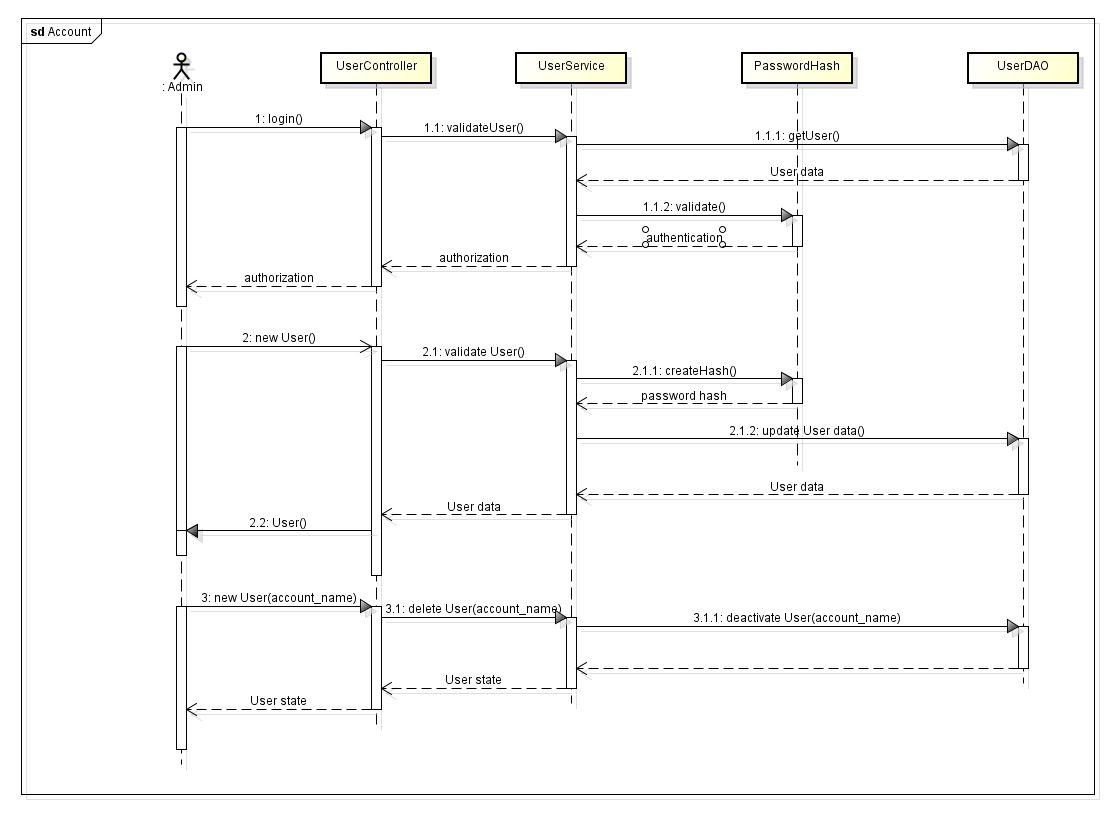 sd Account
: Admin
UserController
UserService
PasswordHash
UserDAO
1: login()
1.1: validateUser()
1.1.1: getUser()
User data
1.1.2: validate()
authentication
authorization
authorization
2: new User()
2.1: validate User()
2.1.1: createHash()
password hash
2.1.2: update User data()
User data
User data
2.2: User()
3: new User(account_name)
3.1: delete User(account_name)
3.1.1: deactivate User(account_name)
User state
User state